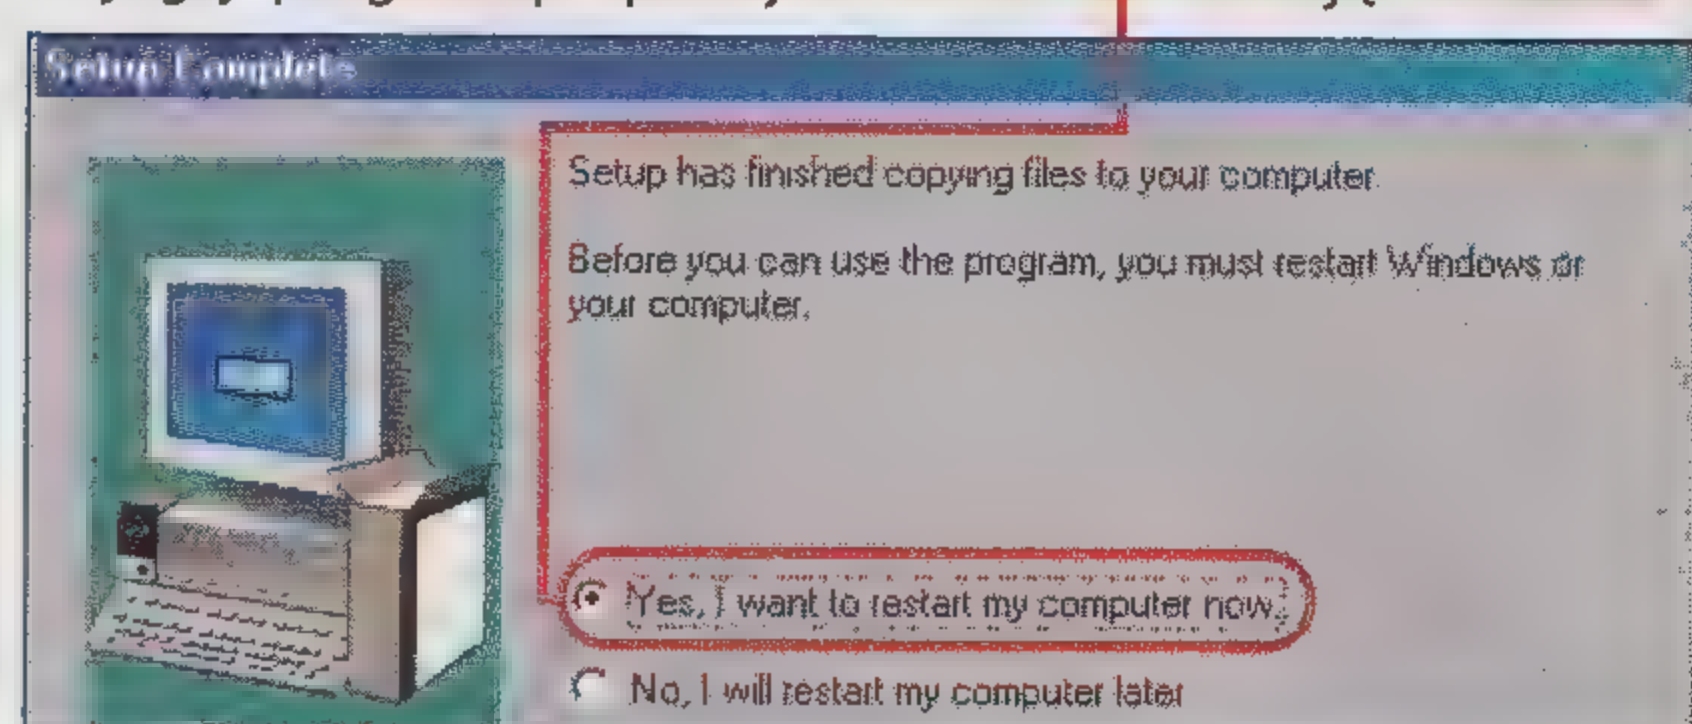 Setup Complete
Setup has finished copying files to your computer.
Before you can use the program, you must restart Windows or
your computer.
Yes, I want to restart my computer now.
No, I will restart my computer later